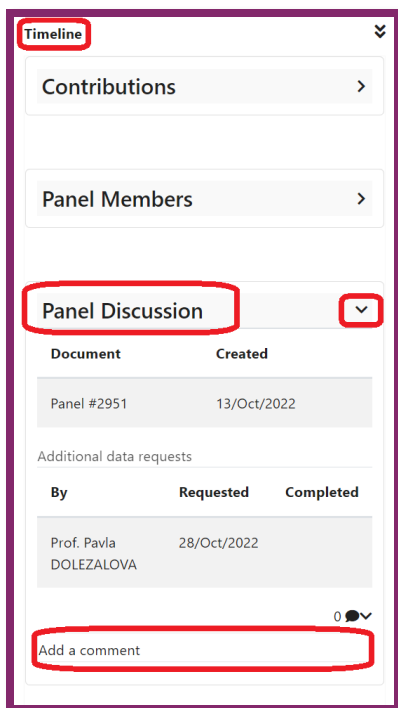 Timeline
Contributions
Panel Members
Panel Discussion
Document Created
Panel #2951 13/Oct/2022
Additional data requests
By Requested Completed
Prof. Pavla 28/Oct/2022
DOLEZALOVA
0
Add a comment